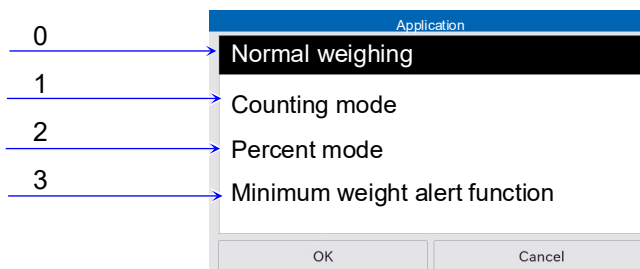 Application
0
Normal weighing
1
Counting mode
2
Percent mode
3
Minimum weight alert function
OK
Cancel